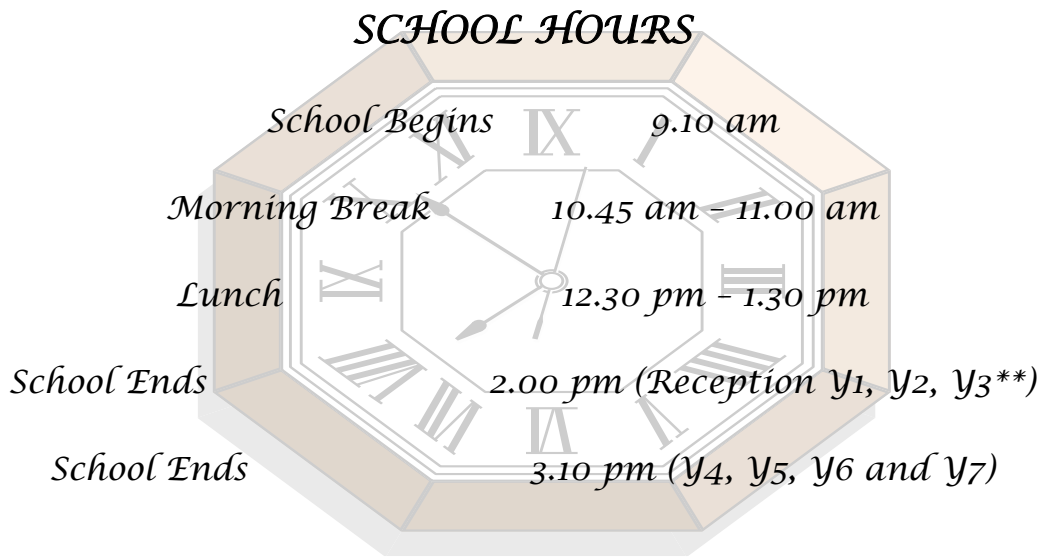 SCHOOL HOURS
School Begins 9.10 am
Morning Break 10.45 am – 11.00 am
Lunch 12.30 pm – 1.30 pm
School Ends 2.00 pm (Reception Y1, Y2, Y3**)
School Ends 3.10 pm (Y4, Y5, Y6 and Y7)